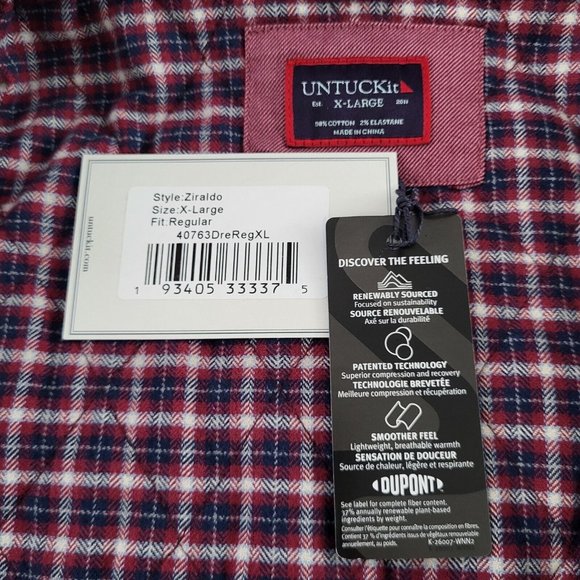 UNTUCKit
Est. X-LARGE 2011
98% COTTON 2% ELASTANE
MADE IN CHINA
untuckit.com
Style:Ziraldo
Size:X-Large
Fit:Regular
40763DreRegXL
1 93405 33337 5
DISCOVER THE FEELING
RENEWABLY SOURCED
Focused on sustainability
SOURCE RENOUVELABLE
Axé sur la durabilité
PATENTED TECHNOLOGY
Superior compression and recovery
TECHNOLOGIE BREVETÉE
Meilleure compression et récupération
SMOOTHER FEEL
Lightweight, breathable warmth
SENSATION DE DOUCEUR
Source de chaleur, légère et respirante
DUPONT
See label for complete fiber content.
37% annually renewable plant-based
ingredients by weight.
Consulter l'étiquette pour connaître la composition en fibres.
Contient 37 % d'ingrédients issus de végétaux renouvelables
annuellement, au poids.
K-26007-WNN2